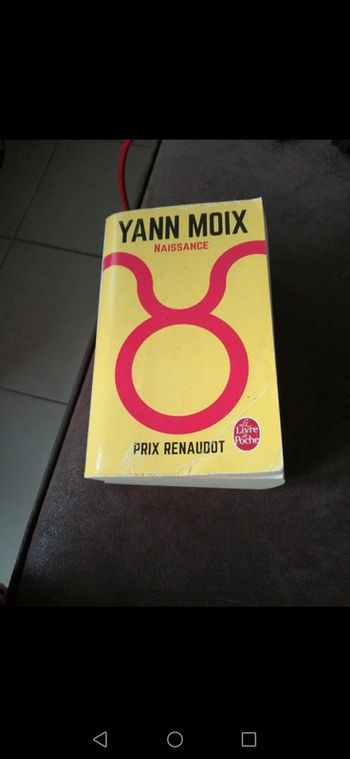 YANN MOIX
NAISSANCE
PRIX RENAUDOT
Le
Livre
de
Poche